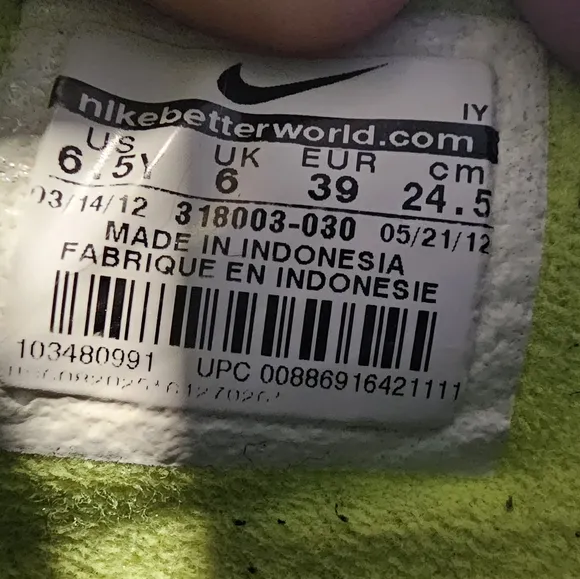 IY
nikebetterworld.com
US UK EUR cm
6.5Y 6 39 24.5
03/14/12 318003-030 05/21/12
MADE IN INDONESIA
FABRIQUE EN INDONESIE
103480991 UPC 00886916421111